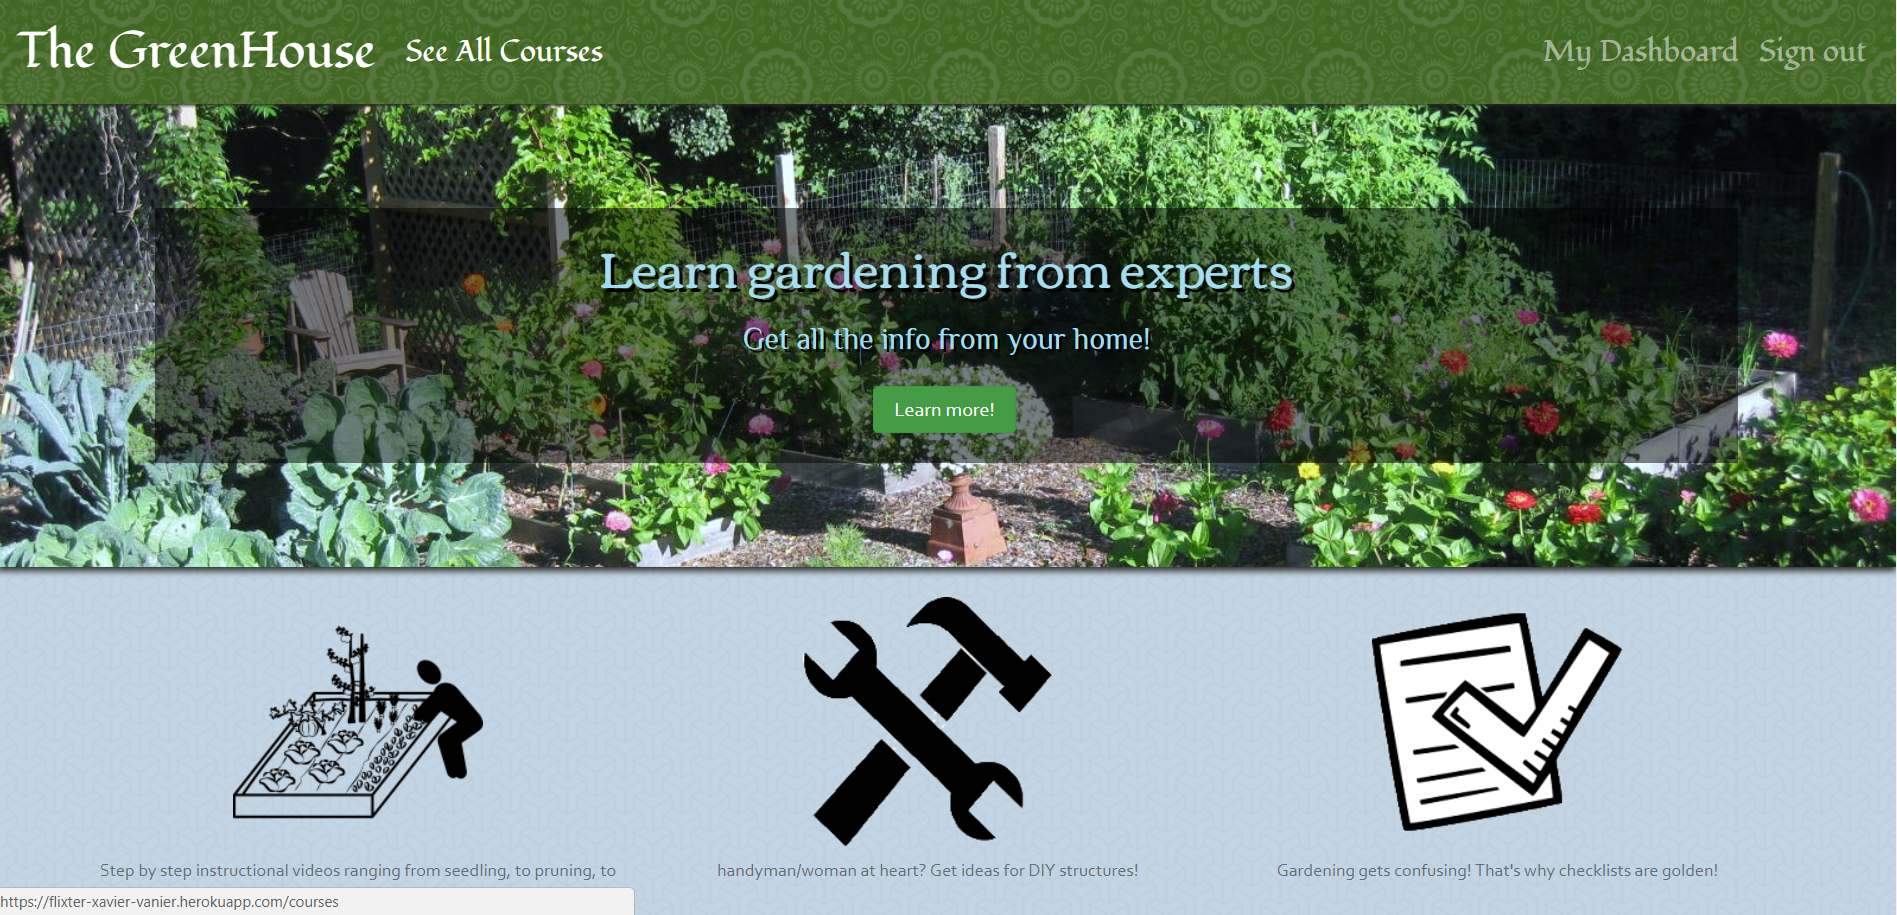 The GreenHouse See All Courses My Dashboard Sign out
Learn gardening from experts
Get all the info from your home!
Learn more!
Step by step instructional videos ranging from seedling, to pruning, to
handyman/woman at heart? Get ideas for DIY structures!
Gardening gets confusing! That's why checklists are golden!
https://flixter-xavier-vanier.herokuapp.com/courses